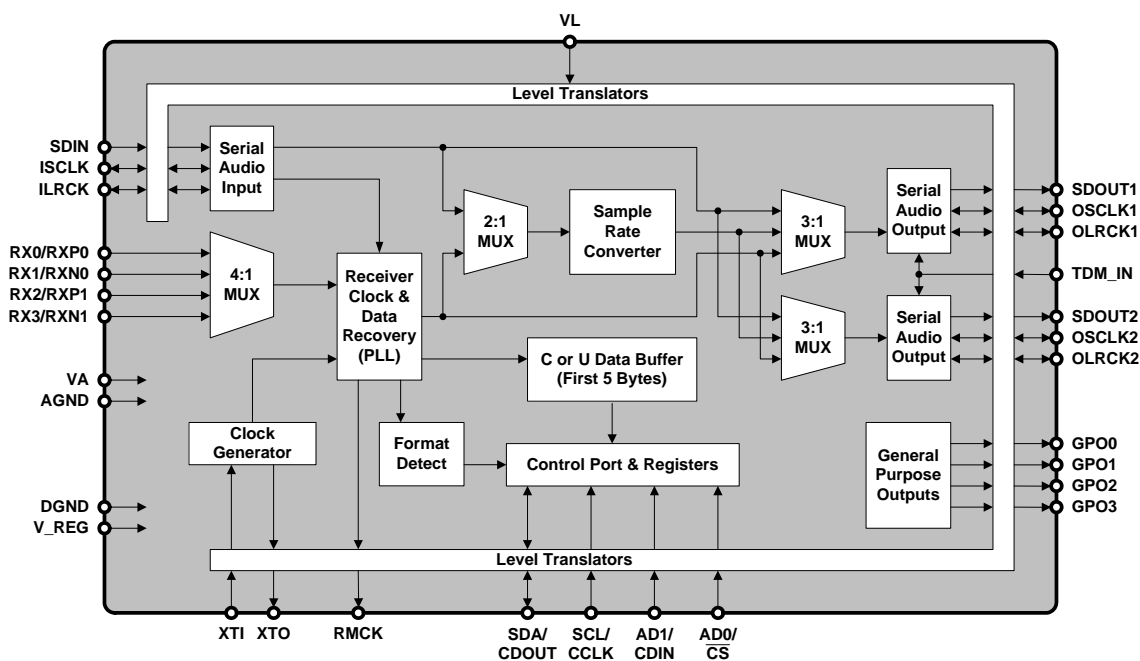 VL
Level Translators
SDIN
ISCLK
ILRCK
Serial
Audio
Input
2:1
MUX
Sample
Rate
Converter
3:1
MUX
Serial
Audio
Output
SDOUT1
OSCLK1
OLRCK1
RX0/RXP0
RX1/RXN0
RX2/RXP1
RX3/RXN1
4:1
MUX
Receiver
Clock &
Data
Recovery
(PLL)
TDM_IN
3:1
MUX
Serial
Audio
Output
SDOUT2
OSCLK2
OLRCK2
C or U Data Buffer
(First 5 Bytes)
VA
AGND
Clock
Generator
Format
Detect
Control Port & Registers
General
Purpose
Outputs
GPO0
GPO1
GPO2
GPO3
DGND
V_REG
Level Translators
XTI
XTO
RMCK
SDA/
CDOUT
SCL/
CCLK
AD1/
CDIN
AD0/
CS